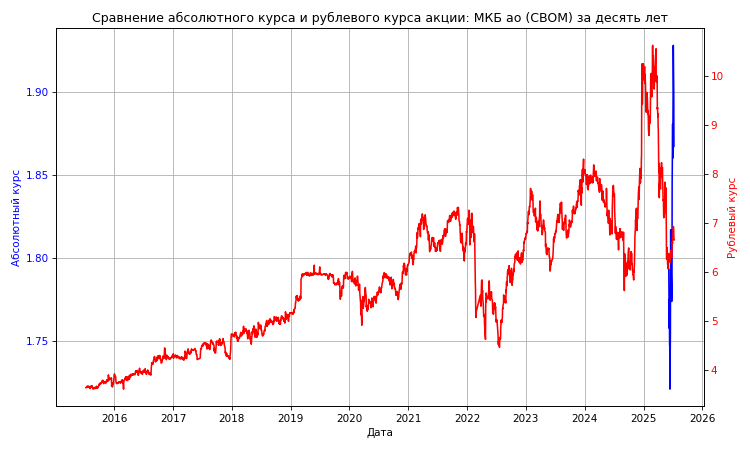 Сравнение абсолютного курса и рублевого курса акции: МКБ ао (CBOM) за десять лет
1.90
1.85
1.80
1.75
Абсолютный курс
10
9
8
7
6
5
4
Рублевый курс
2016 2017 2018 2019 2020 2021 2022 2023 2024 2025 2026
Дата